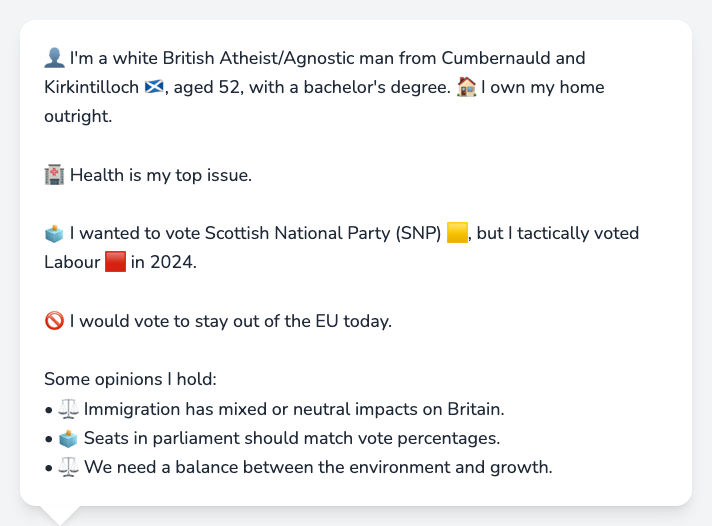 👤 I'm a white British Atheist/Agnostic man from Cumbernauld and
Kirkintilloch 🏴󠁧󠁢󠁳󠁣󠁴󠁿, aged 52, with a bachelor's degree. 🏠 I own my home
outright.
🏥 Health is my top issue.
🗳️ I wanted to vote Scottish National Party (SNP) 🟨, but I tactically voted
Labour 🟥 in 2024.
🚫 I would vote to stay out of the EU today.
Some opinions I hold:
• ⚖️ Immigration has mixed or neutral impacts on Britain.
• 🗳️ Seats in parliament should match vote percentages.
• ⚖️ We need a balance between the environment and growth.